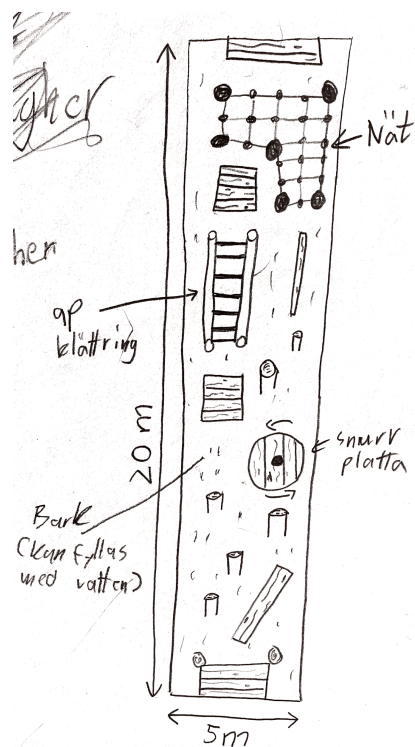 Nät
ap
klättring
snurr
platta
20 m
Bark
(kan fyllas
med vatten)
5m